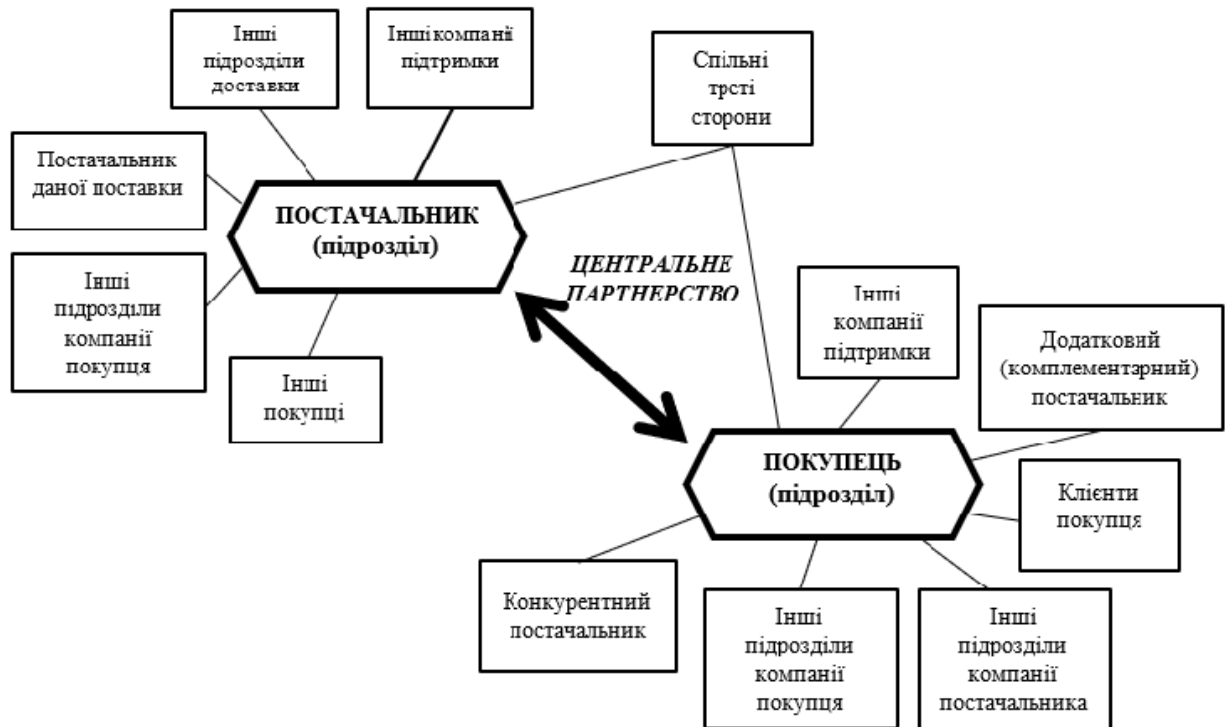 Інші
підрозділи
доставки
Інші компанії
підтримки
Спільні
трєті
сторони
Постачальник
даної поставки
ПОСТАЧАЛЬНИК
(підрозділ)
ЦЕНТРАЛЬНЕ
ПАРТНЕРСТВО
Інші
підрозділи
компанії
покупця
Інші
покупці
Інші
компанії
підтримки
Додатковий
(комплементарний)
постачальник
ПОКУПЕЦЬ
(підрозділ)
Клієнти
покупця
Конкурентний
постачальник
Інші
підрозділи
компанії
покупця
Інші
підрозділи
компанії
постачальника